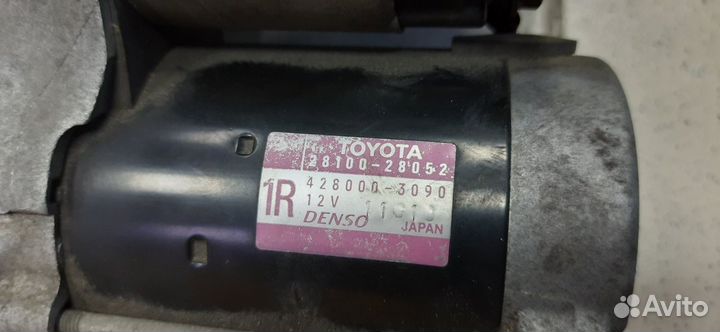 TOYOTA
28100-28052
1R
428000-3090
12V
DENSO
JAPAN
Avito